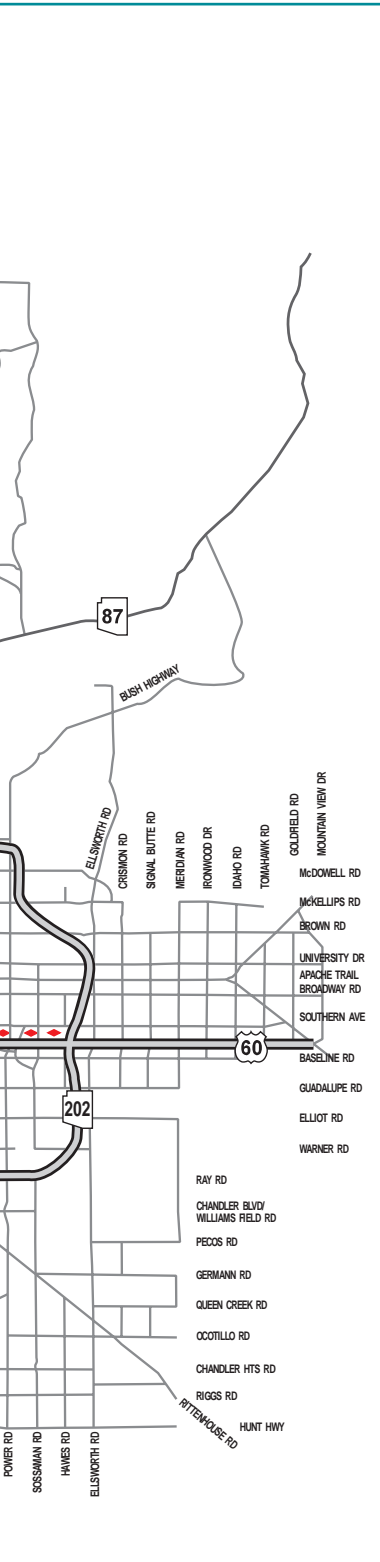 87
BUSH HIGHWAY
ELLSWORTH RD
CRISMON RD
SIGNAL BUTTE RD
MERIDIAN RD
IRONWOOD DR
IDAHO RD
TOMAHAWK RD
GOLDFIELD RD
MOUNTAIN VIEW DR
McDOWELL RD
McKELLIPS RD
BROWN RD
UNIVERSITY DR
APACHE TRAIL
BROADWAY RD
SOUTHERN AVE
60
BASELINE RD
GUADALUPE RD
202
ELLIOT RD
WARNER RD
RAY RD
CHANDLER BLVD/
WILLIAMS FIELD RD
PECOS RD
GERMANN RD
QUEEN CREEK RD
OCOTILLO RD
CHANDLER HTS RD
RIGGS RD
RITTENHOUSE RD
HUNT HWY
POWER RD
SOSSAMAN RD
HAWES RD
ELLSWORTH RD